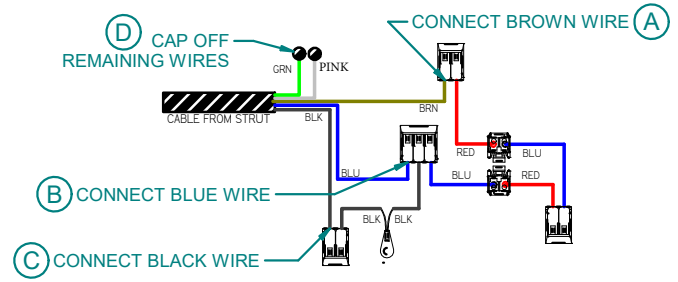 CONNECT BROWN WIRE A
D CAP OFF
REMAINING WIRES
GRN
PINK
BRN
CABLE FROM STRUT
BLK
RED
BLU
BLU
BLU
RED
B CONNECT BLUE WIRE
BLK
BLK
C CONNECT BLACK WIRE